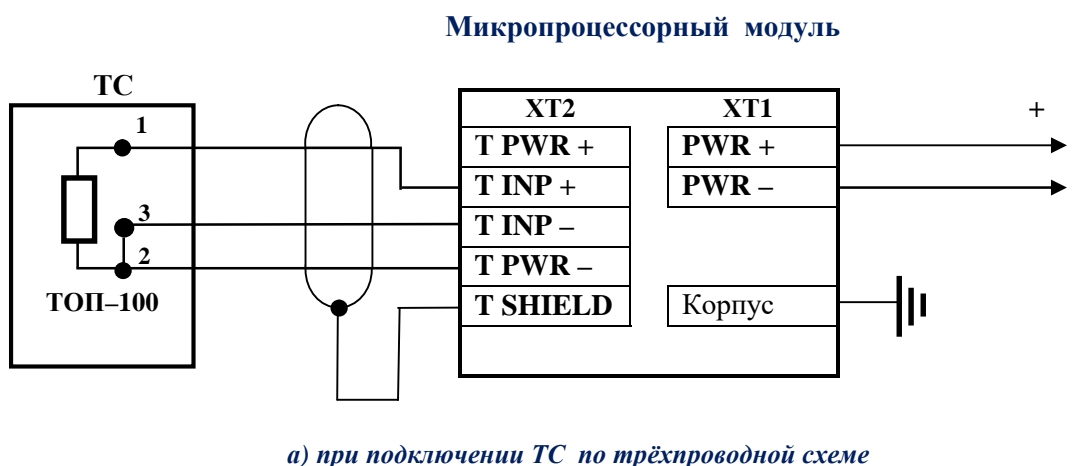 Микропроцессорный модуль
ТС
1
3
2
ТОП–100
XT2
T PWR +
T INP +
T INP –
T PWR –
T SHIELD
XT1
PWR +
PWR –
Корпус
+
а) при подключении ТС по трёхпроводной схеме